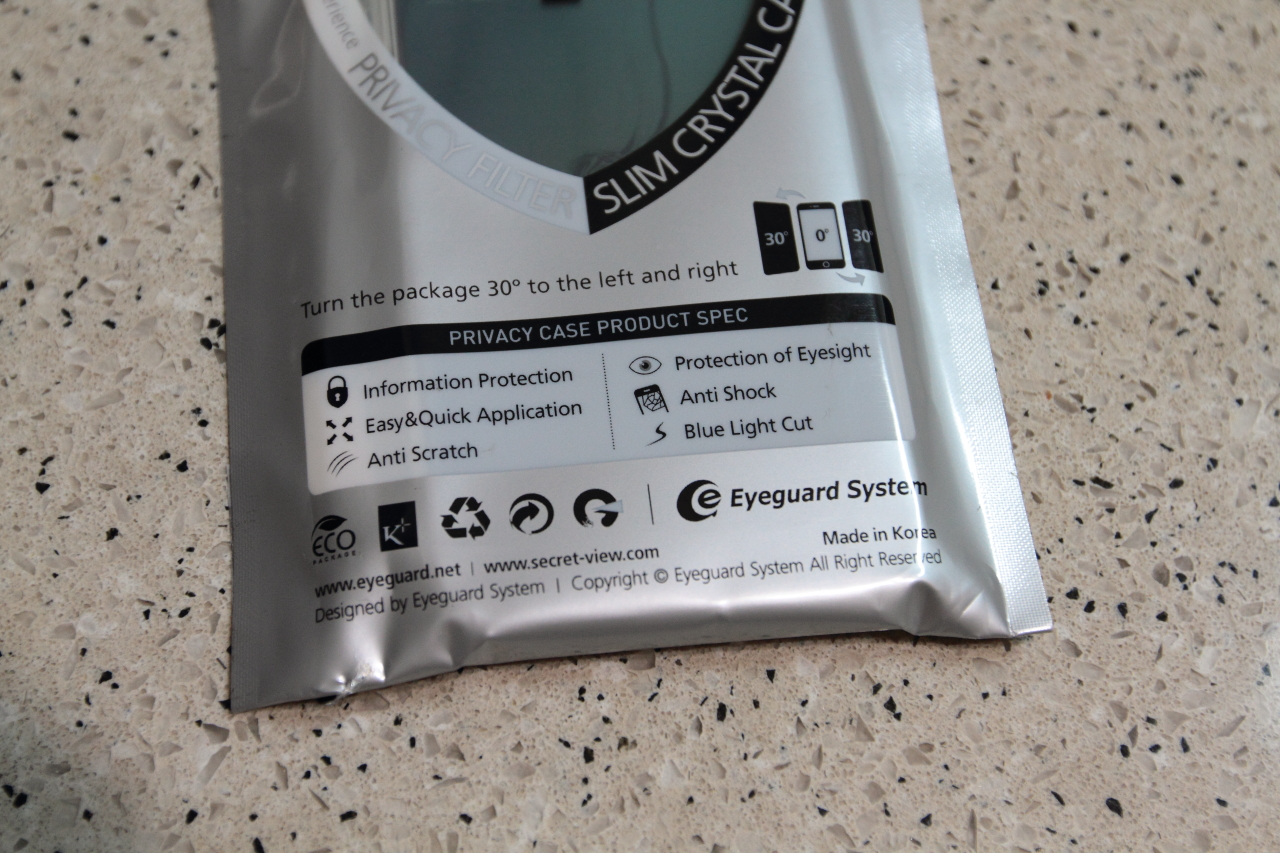 erience PRIVACY FILTER
SLIM CRYSTAL CA
30° 0° 30°
Turn the package 30° to the left and right
PRIVACY CASE PRODUCT SPEC
Information Protection
Easy&Quick Application
Anti Scratch
Protection of Eyesight
Anti Shock
Blue Light Cut
ECO
PACKAGE
K+
e Eyeguard System
Made in Korea
www.eyeguard.net | www.secret-view.com
Designed by Eyeguard System | Copyright © Eyeguard System All Right Reserved